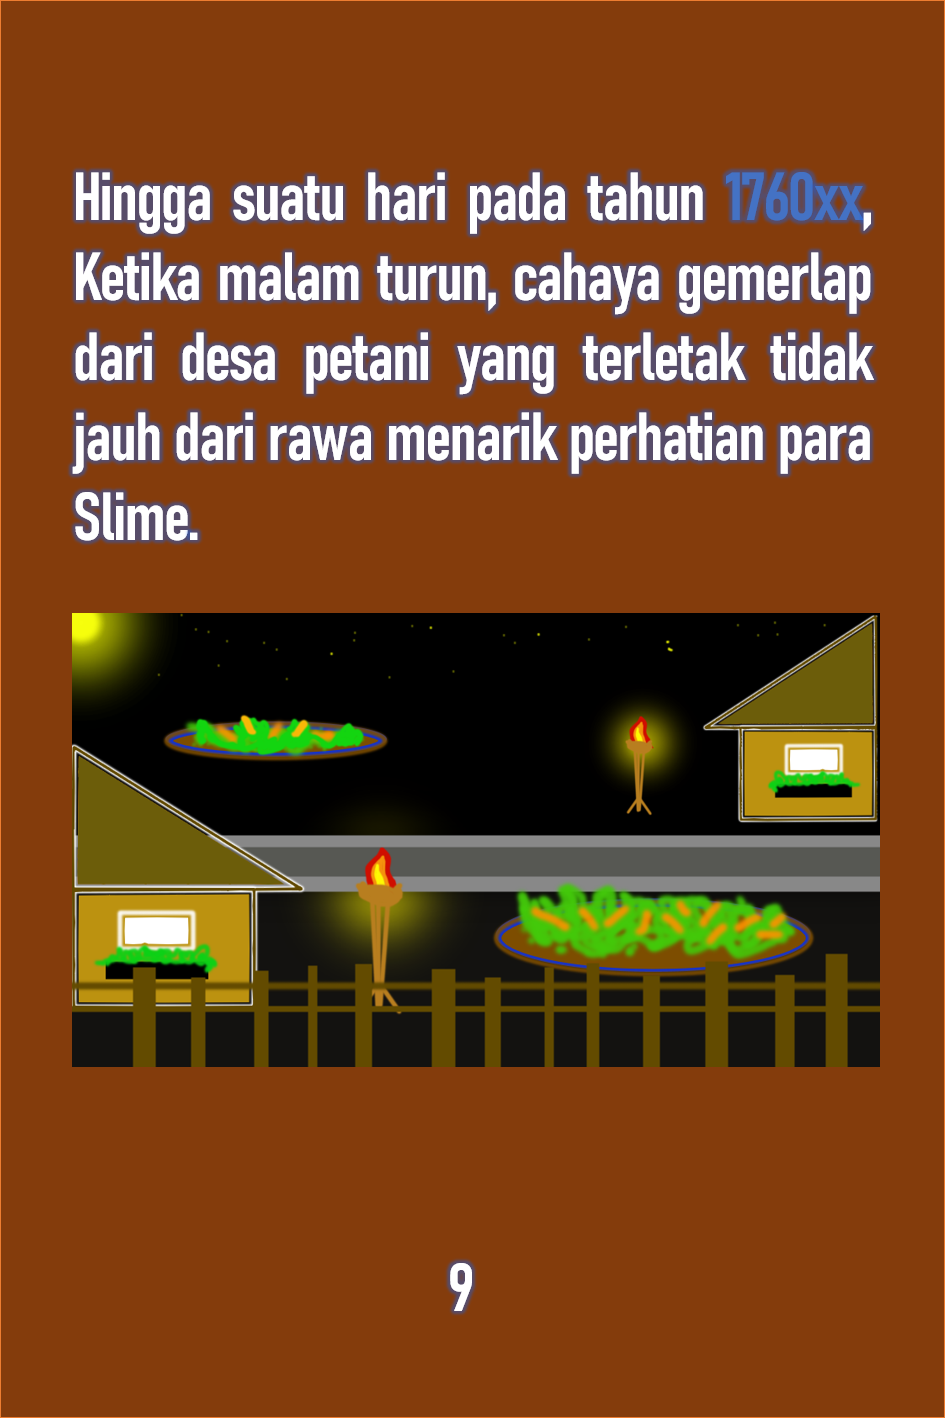 Hingga suatu hari pada tahun 1760xx,
Ketika malam turun, cahaya gemerlap
dari desa petani yang terletak tidak
jauh dari rawa menarik perhatian para
Slime.
9